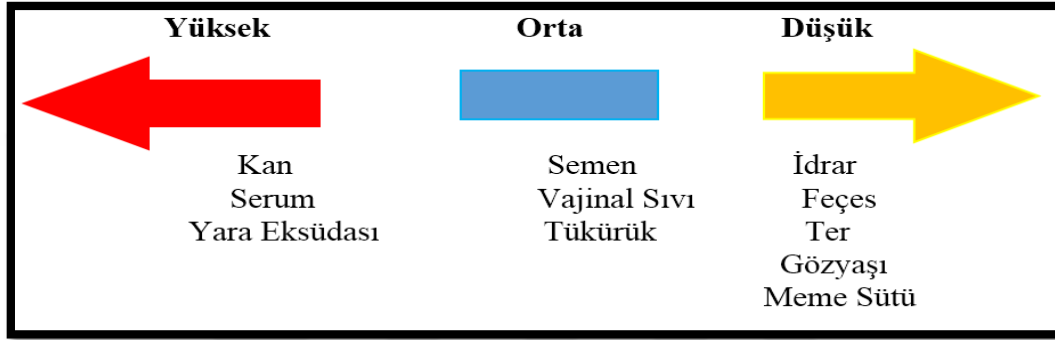 Yüksek Orta Düşük
Kan Semen İdrar
Serum Vajinal Sıvı Feçes
Yara Eksüdası Tükürük Ter
Gözyaşı
Meme Sütü